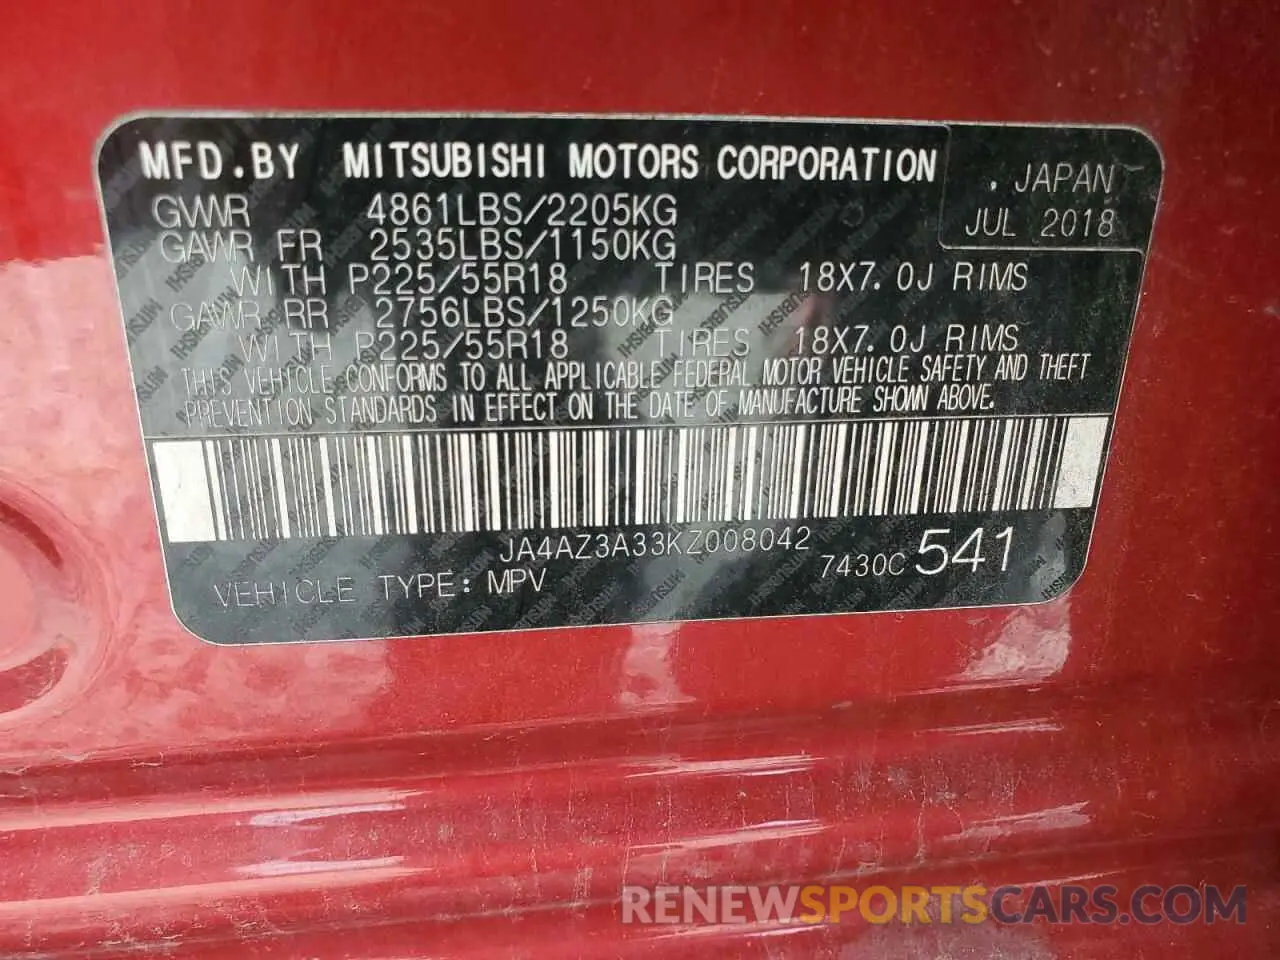 MFD.BY MITSUBISHI MOTORS CORPORATION
. JAPAN
JUL 2018
GVWR 4861LBS/2205KG
GAWR FR 2535LBS/1150KG
WITH P225/55R18 TIRES 18X7.0J RIMS
GAWR RR 2756LBS/1250KG
WITH P225/55R18 TIRES 18X7.0J RIMS
THIS VEHICLE CONFORMS TO ALL APPLICABLE FEDERAL MOTOR VEHICLE SAFETY AND THEFT
PREVENTION STANDARDS IN EFFECT ON THE DATE OF MANUFACTURE SHOWN ABOVE.
JA4AZ3A33KZ008042
7430C 541
VEHICLE TYPE: MPV
RENEWSPORTSCARS.COM